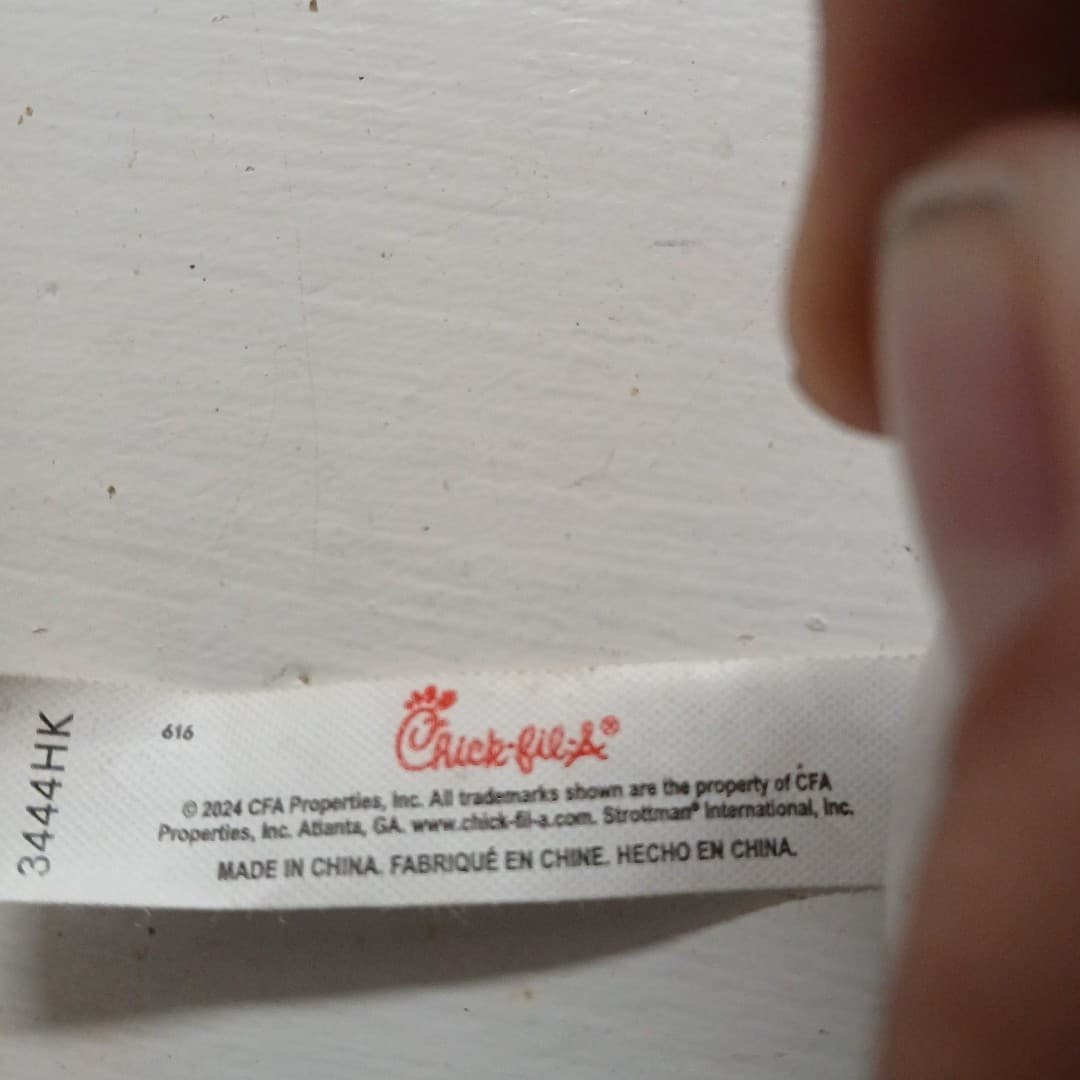 3444HK
616
Chick-fil-A®
© 2024 CFA Properties, Inc. All trademarks shown are the property of CFA
Properties, Inc. Atlanta, GA. www.chick-fil-a.com. Strottman® International, Inc.
MADE IN CHINA. FABRIQUÉ EN CHINE. HECHO EN CHINA.